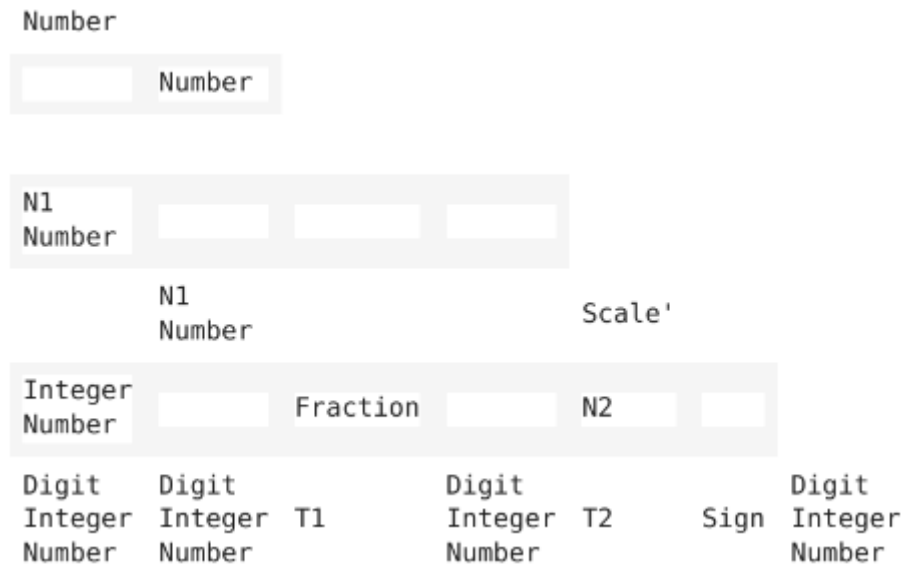 Number
Number
N1
Number
N1
Number
Scale'
Integer
Number
Fraction
N2
Digit Digit Digit Digit
Integer Integer T1 Integer T2 Sign Integer
Number Number Number Number